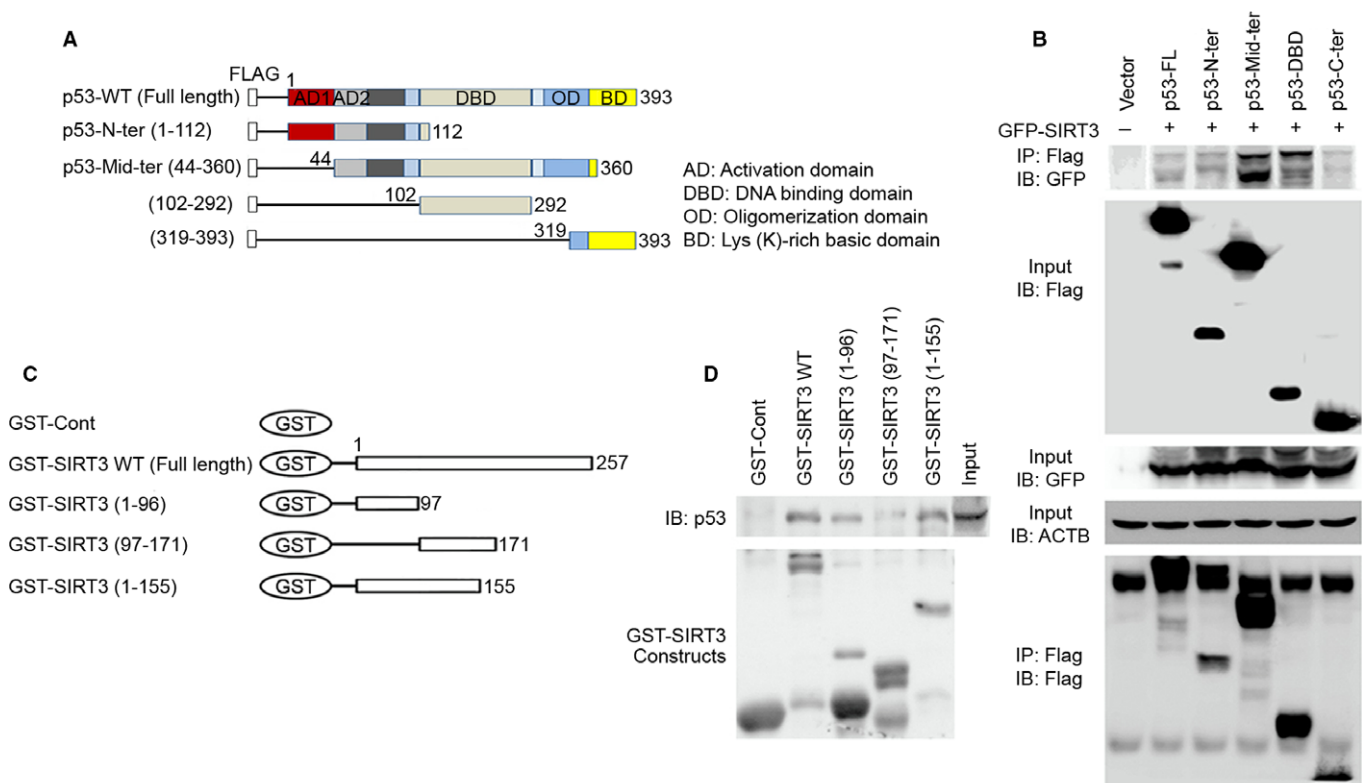 A
FLAG
1
p53-WT (Full length)
AD1 AD2 DBD OD BD 393
p53-N-ter (1-112)
112
p53-Mid-ter (44-360)
44
360
(102-292)
102
292
(319-393)
319
393
AD: Activation domain
DBD: DNA binding domain
OD: Oligomerization domain
BD: Lys (K)-rich basic domain
B
Vector
p53-FL
p53-N-ter
p53-Mid-ter
p53-DBD
p53-C-ter
GFP-SIRT3 – + + + + +
IP: Flag
IB: GFP
Input
IB: Flag
Input
IB: GFP
Input
IB: ACTB
IP: Flag
IB: Flag
C
GST-Cont
GST
GST-SIRT3 WT (Full length)
GST
1
257
GST-SIRT3 (1-96)
GST
97
GST-SIRT3 (97-171)
GST
171
GST-SIRT3 (1-155)
GST
155
D
GST-Cont
GST-SIRT3 WT
GST-SIRT3 (1-96)
GST-SIRT3 (97-171)
GST-SIRT3 (1-155)
Input
IB: p53
GST-SIRT3
Constructs